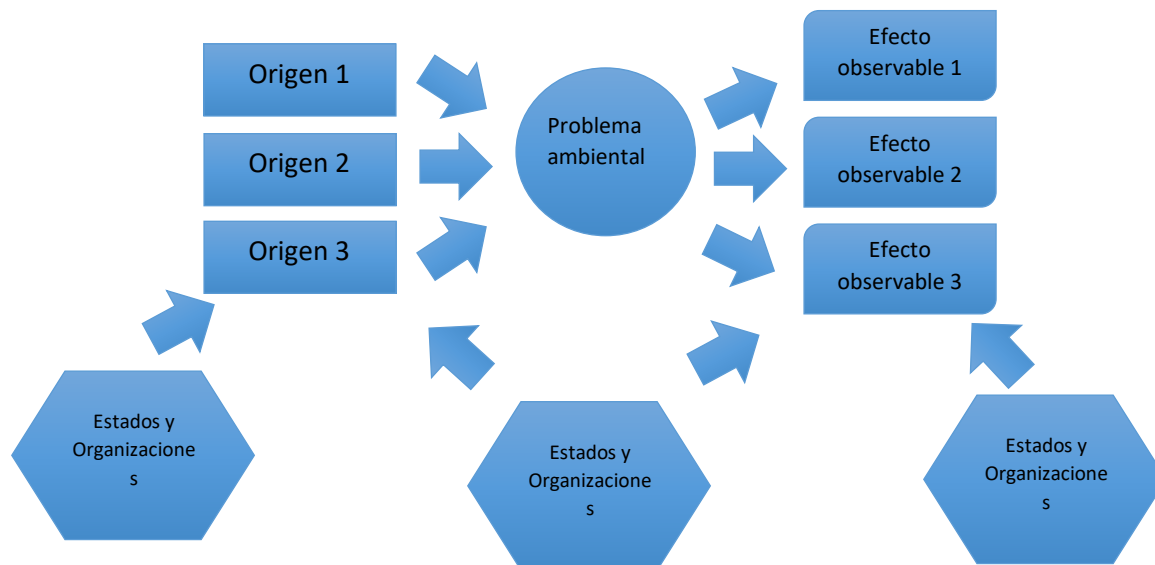 Origen 1
Origen 2
Origen 3
Problema
ambiental
Efecto
observable 1
Efecto
observable 2
Efecto
observable 3
Estados y
Organizacione
s
Estados y
Organizacione
s
Estados y
Organizacione
s